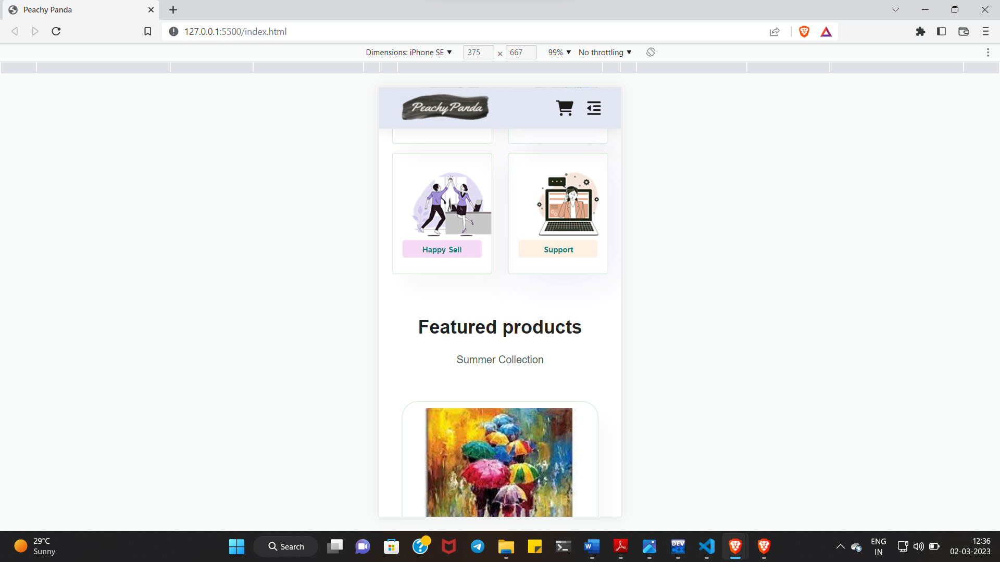 Peachy Panda
127.0.0.1:5500/index.html
Dimensions: iPhone SE 375 × 667 99% No throttling
Peachy Panda
Happy Sell
Support
Featured products
Summer Collection
29°C
Sunny
Search
W
DEV
C++
ENG
IN
12:36
02-03-2023